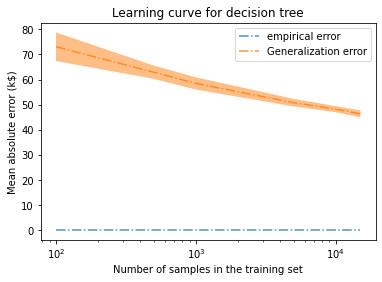 Learning curve for decision tree
empirical error
Generalization error
Mean absolute error (k$)
80
70
60
50
40
30
20
10
0
10²
10³
10⁴
Number of samples in the training set